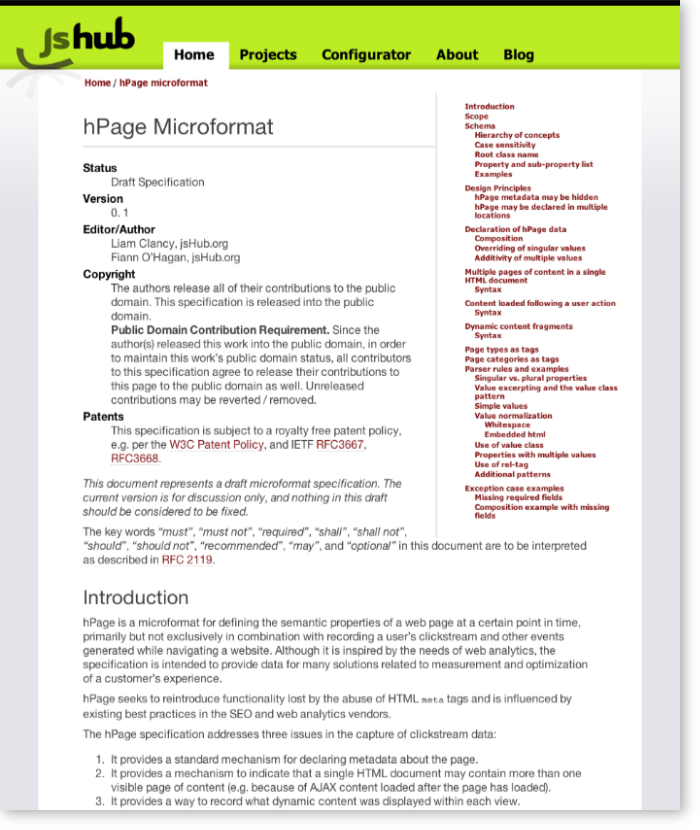 jshub
Home Projects Configurator About Blog
Home / hPage microformat
hPage Microformat
Status
Draft Specification
Version
0. 1
Editor/Author
Liam Clancy, jsHub.org
Fiann O'Hagan, jsHub.org
Copyright
The authors release all of their contributions to the public
domain. This specification is released into the public
domain.
Public Domain Contribution Requirement. Since the
author(s) released this work into the public domain, in order
to maintain this work's public domain status, all contributors
to this specification agree to release their contributions to
this page to the public domain as well. Unreleased
contributions may be reverted / removed.
Patents
This specification is subject to a royalty free patent policy,
e.g. per the W3C Patent Policy, and IETF RFC3667,
RFC3668.
This document represents a draft microformat specification. The
current version is for discussion only, and nothing in this draft
should be considered to be fixed.
Introduction
Scope
Schema
Hierarchy of concepts
Case sensitivity
Root class name
Property and sub-property list
Examples
Design Principles
hPage metadata may be hidden
hPage may be declared in multiple
locations
Declaration of hPage data
Composition
Overriding of singular values
Additivity of multiple values
Multiple pages of content in a single
HTML document
Syntax
Content loaded following a user action
Syntax
Dynamic content fragments
Syntax
Page types as tags
Page categories as tags
Parser rules and examples
Singular vs. plural properties
Value excerpting and the value class
pattern
Simple values
Value normalization
Whitespace
Embedded html
Use of value class
Properties with multiple values
Use of rel-tag
Additional patterns
Exception case examples
Missing required fields
Composition example with missing
fields
The key words "must", "must not", "required", "shall", "shall not",
"should", "should not", "recommended", "may", and "optional" in this document are to be interpreted
as described in RFC 2119.
Introduction
hPage is a microformat for defining the semantic properties of a web page at a certain point in time,
primarily but not exclusively in combination with recording a user's clickstream and other events
generated while navigating a website. Although it is inspired by the needs of web analytics, the
specification is intended to provide data for many solutions related to measurement and optimization
of a customer's experience.
hPage seeks to reintroduce functionality lost by the abuse of HTML meta tags and is influenced by
existing best practices in the SEO and web analytics vendors.
The hPage specification addresses three issues in the capture of clickstream data:
1. It provides a standard mechanism for declaring metadata about the page.
2. It provides a mechanism to indicate that a single HTML document may contain more than one
visible page of content (e.g. because of AJAX content loaded after the page has loaded).
3. It provides a way to record what dynamic content was displayed within each view.